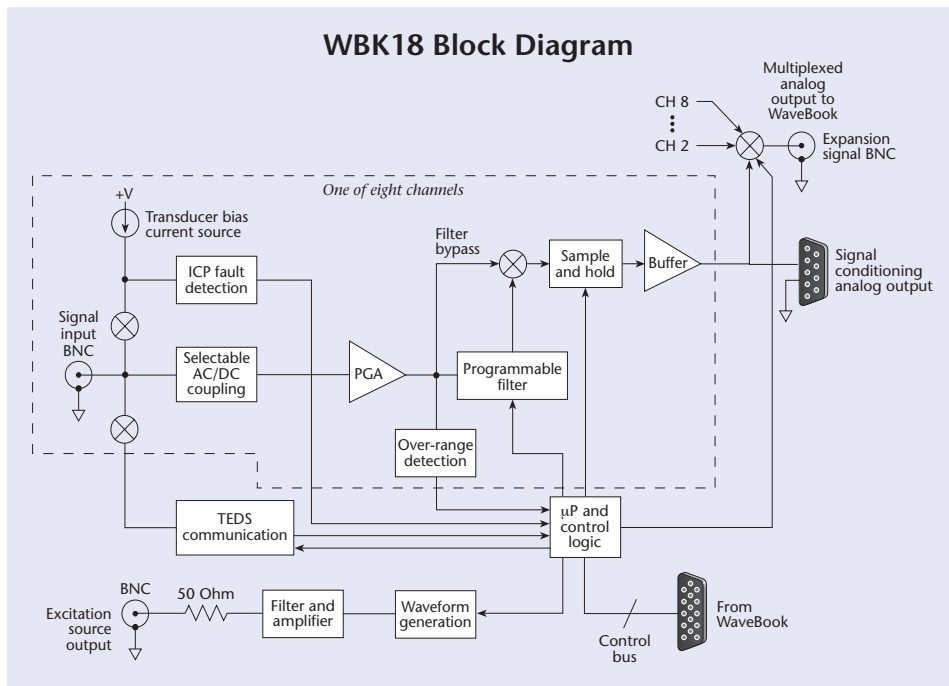 WBK18 Block Diagram
Multiplexed
analog
output to
WaveBook
CH 8
CH 2
Expansion
signal BNC
One of eight channels
+V
Transducer bias
current source
Filter
bypass
ICP fault
detection
Sample
and hold
Buffer
Signal
conditioning
analog output
Signal
input
BNC
Selectable
AC/DC
coupling
PGA
Programmable
filter
Over-range
detection
TEDS
communication
µP and
control
logic
BNC
50 Ohm
Excitation
source
output
Filter and
amplifier
Waveform
generation
Control
bus
From
WaveBook